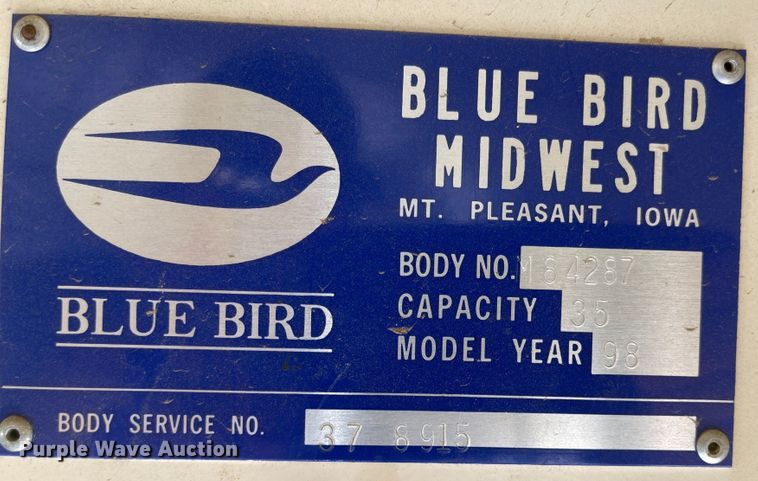 BLUE BIRD
MIDWEST
MT. PLEASANT, IOWA
BODY NO. M84287
CAPACITY 35
MODEL YEAR 98
BLUE BIRD
BODY SERVICE NO. 37 8915
Purple Wave Auction